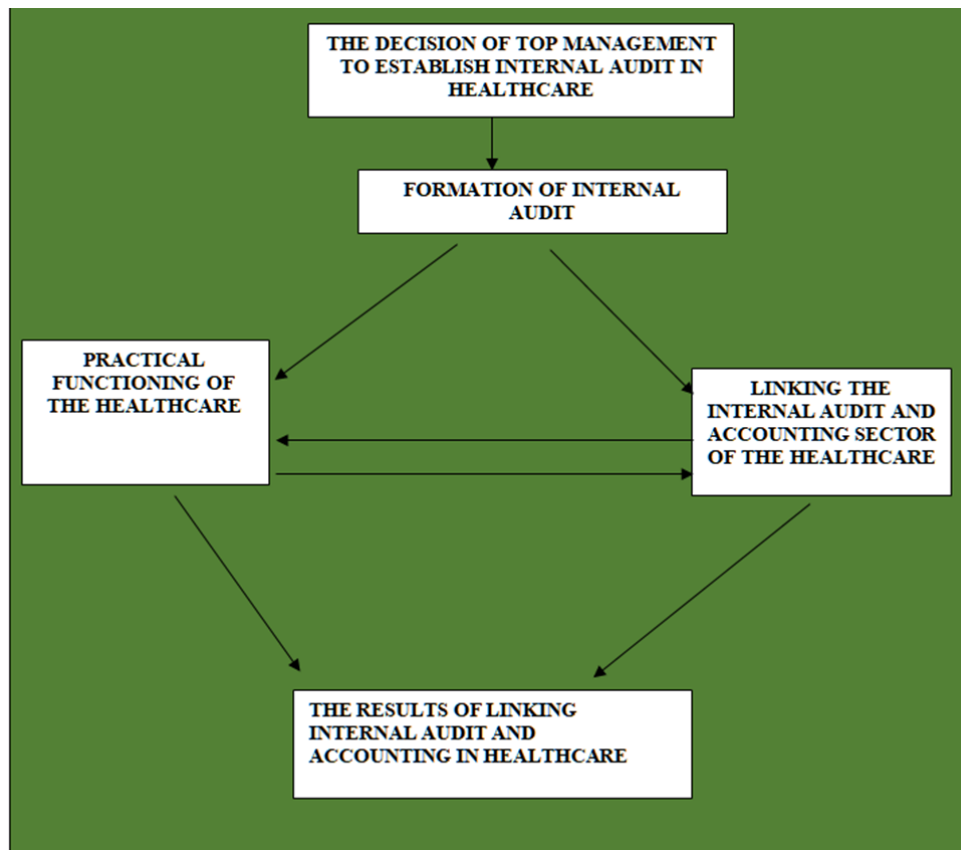 THE DECISION OF TOP MANAGEMENT
TO ESTABLISH INTERNAL AUDIT IN
HEALTHCARE
FORMATION OF INTERNAL
AUDIT
PRACTICAL
FUNCTIONING OF
THE HEALTHCARE
LINKING THE
INTERNAL AUDIT AND
ACCOUNTING SECTOR
OF THE HEALTHCARE
THE RESULTS OF LINKING
INTERNAL AUDIT AND
ACCOUNTING IN HEALTHCARE